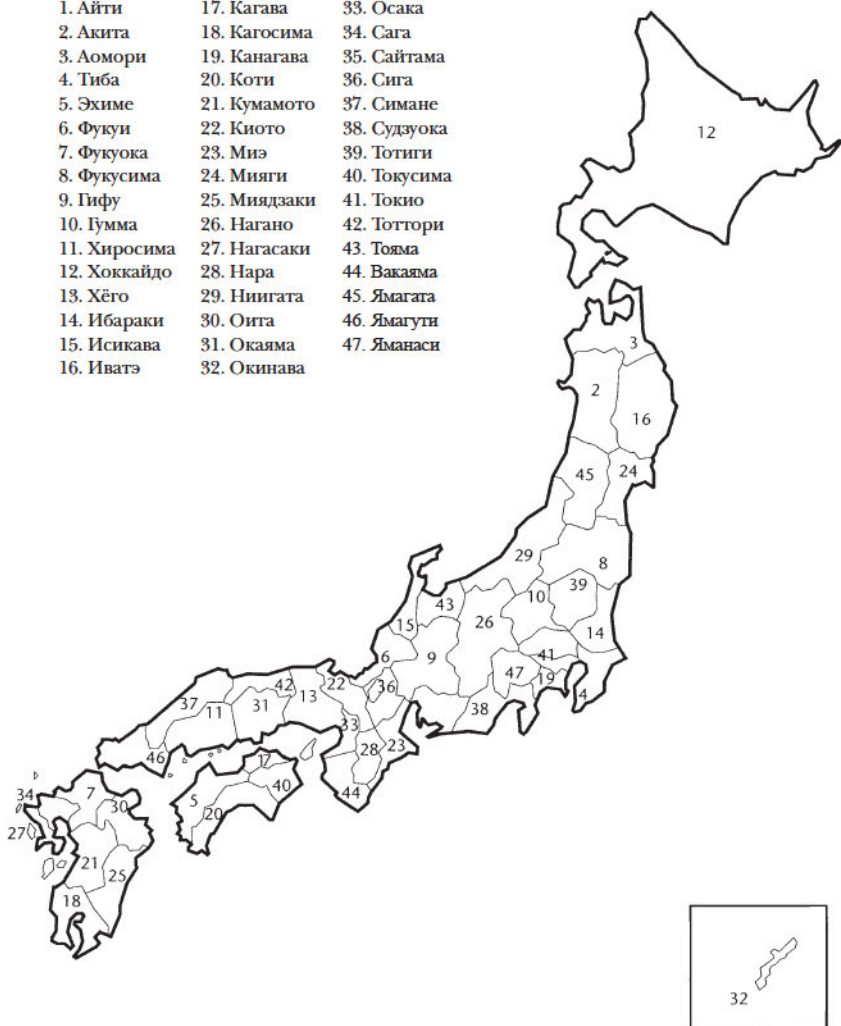 1. Айти
2. Акита
3. Аомори
4. Тиба
5. Эхиме
6. Фукуи
7. Фукуока
8. Фукусима
9. Гифу
10. Гумма
11. Хиросима
12. Хоккайдо
13. Хёго
14. Ибараки
15. Исикава
16. Иватэ
17. Кагава
18. Кагосима
19. Канагава
20. Коти
21. Кумамото
22. Киото
23. Миэ
24. Мияги
25. Миядзаки
26. Нагано
27. Нагасаки
28. Нара
29. Ниигата
30. Оита
31. Окаяма
32. Окинава
33. Осака
34. Сага
35. Сайтама
36. Сига
37. Симане
38. Судзуока
39. Тотиги
40. Токусима
41. Токио
42. Тоттори
43. Тояма
44. Вакаяма
45. Ямагата
46. Ямагути
47. Яманаси
12
3
2
16
45
24
29
8
39
10
43
15
26
14
6
9
41
47
19
4
22
42
36
13
37
31
11
38
33
23
28
46
17
40
44
5
20
7
34
30
27
21
25
18
32